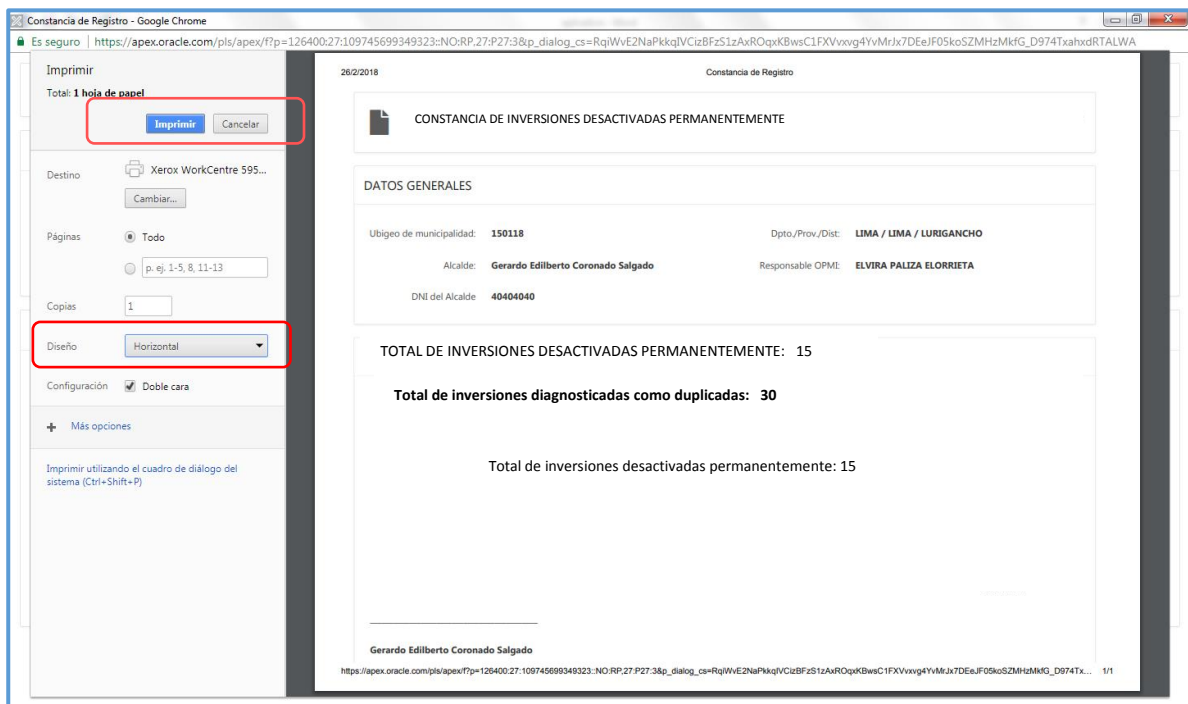 Constancia de Registro - Google Chrome
Es seguro | https://apex.oracle.com/pls/apex/f?p=126400:27:109745699349323::NO:RP,27:P27:3&p_dialog_cs=RqiWvE2NaPkkqIVCizBFzS1zAxROqxKBwsC1FXVvxvg4YvMrJx7DEeJF05koSZMHzMkfG_D974TxahxdRTALWA
Imprimir
Total: 1 hoja de papel
Imprimir Cancelar
Destino Xerox WorkCentre 595...
Cambiar...
Páginas Todo
p. ej. 1-5, 8, 11-13
Copias 1
Diseño Horizontal
Configuración Doble cara
+ Más opciones
Imprimir utilizando el cuadro de diálogo del
sistema (Ctrl+Shift+P)
26/2/2018 Constancia de Registro
CONSTANCIA DE INVERSIONES DESACTIVADAS PERMANENTEMENTE
DATOS GENERALES
Ubigeo de municipalidad: 150118 Dpto./Prov./Dist: LIMA / LIMA / LURIGANCHO
Alcalde: Gerardo Edilberto Coronado Salgado Responsable OPMI: ELVIRA PALIZA ELORRIETA
DNI del Alcalde 40404040
TOTAL DE INVERSIONES DESACTIVADAS PERMANENTEMENTE: 15
Total de inversiones diagnosticadas como duplicadas: 30
Total de inversiones desactivadas permanentemente: 15
Gerardo Edilberto Coronado Salgado
https://apex.oracle.com/pls/apex/f?p=126400:27:109745699349323::NO:RP,27:P27:3&p_dialog_cs=RqiWvE2NaPkkqIVCizBFzS1zAxROqxKBwsC1FXVvxvg4YvMrJx7DEeJF05koSZMHzMkfG_D974Tx... 1/1